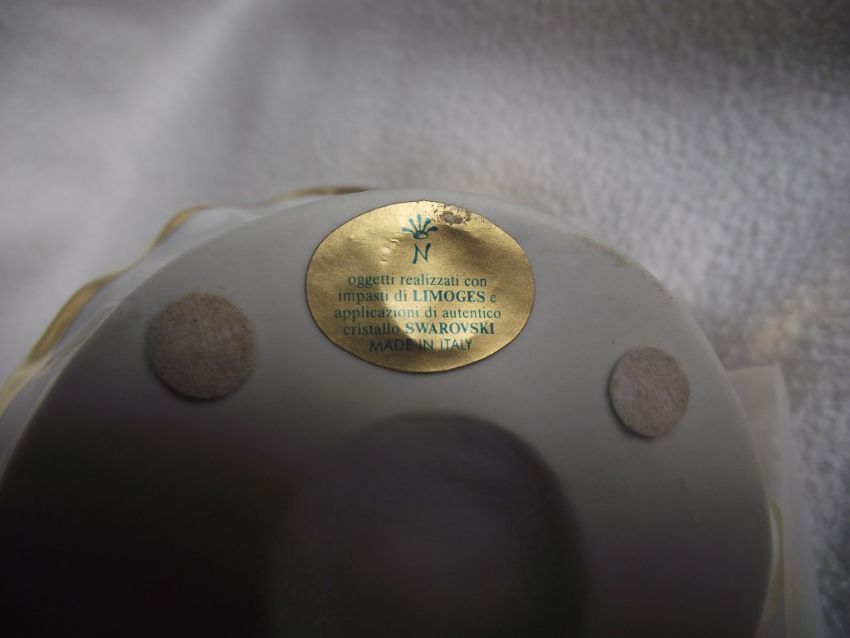 N
oggetti realizzati con
impasti di LIMOGES e
applicazioni di autentico
cristallo SWAROVSKI
MADE IN ITALY